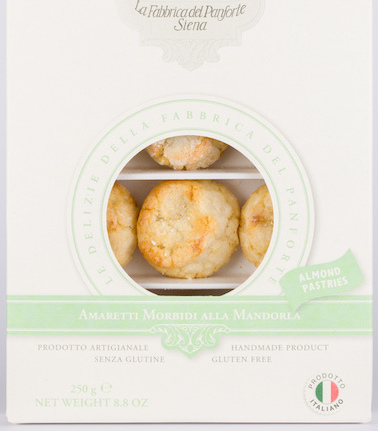 La Fabbrica del Panforte
Siena
LE DELIZIE DELLA FABBRICA DEL PANFORTE
ALMOND
PASTRIES
AMARETTI MORBIDI ALLA MANDORLA
PRODOTTO ARTIGIANALE HANDMADE PRODUCT
SENZA GLUTINE GLUTEN FREE
250 g ℮
NET WEIGHT 8.8 OZ
PRODOTTO
ITALIANO